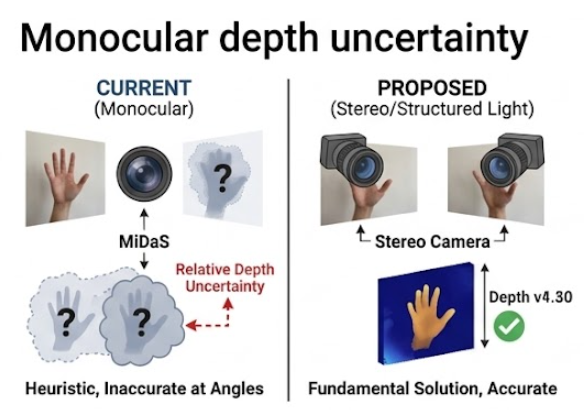 Monocular depth uncertainty
CURRENT
(Monocular)
?
MiDaS
Relative Depth
Uncertainty
?
?
Heuristic, Inaccurate at Angles
PROPOSED
(Stereo/Structured Light)
Stereo Camera
Depth v4.30
Fundamental Solution, Accurate